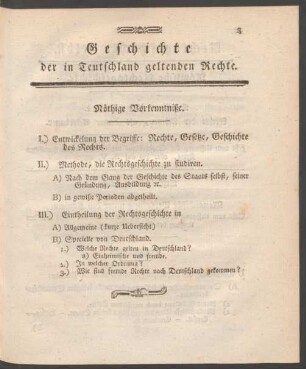 3
Geschichte
der in Teutschland geltenden Rechte.
Nöthige Vorkenntniße.
I.) Entwickelung der Begriffe: Rechte, Gesetze, Geschichte
des Rechts.
II.) Methode, die Rechtsgeschichte zu studiren.
A) Nach dem Gang der Geschichte des Staats selbst, seiner
Gründung, Ausbildung ꝛc.
B) in gewisse Perioden abgetheilt.
III.) Eintheilung der Rechtsgeschichte in
A) Allgemeine (kurze Uebersicht)
B) Specielle von Deutschland.
1.) Welche Rechte gelten in Deutschland?
a) Einheimische und fremde.
2.) In welcher Ordnung?
3.) Wie sind fremde Rechte nach Deutschland gekommen?